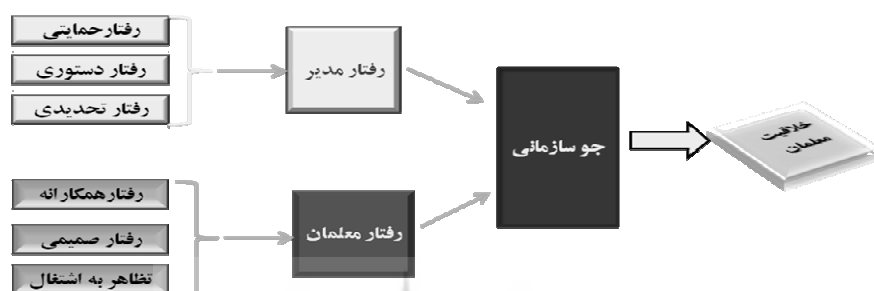 رفتارحمایتی
رفتار دستوری
رفتار تحدیدی
رفتار مدیر
جو سازمانی
خلاقیت
معلمان
رفتارهمکارانه
رفتار صمیمی
تظاهر به اشتغال
رفتار معلمان